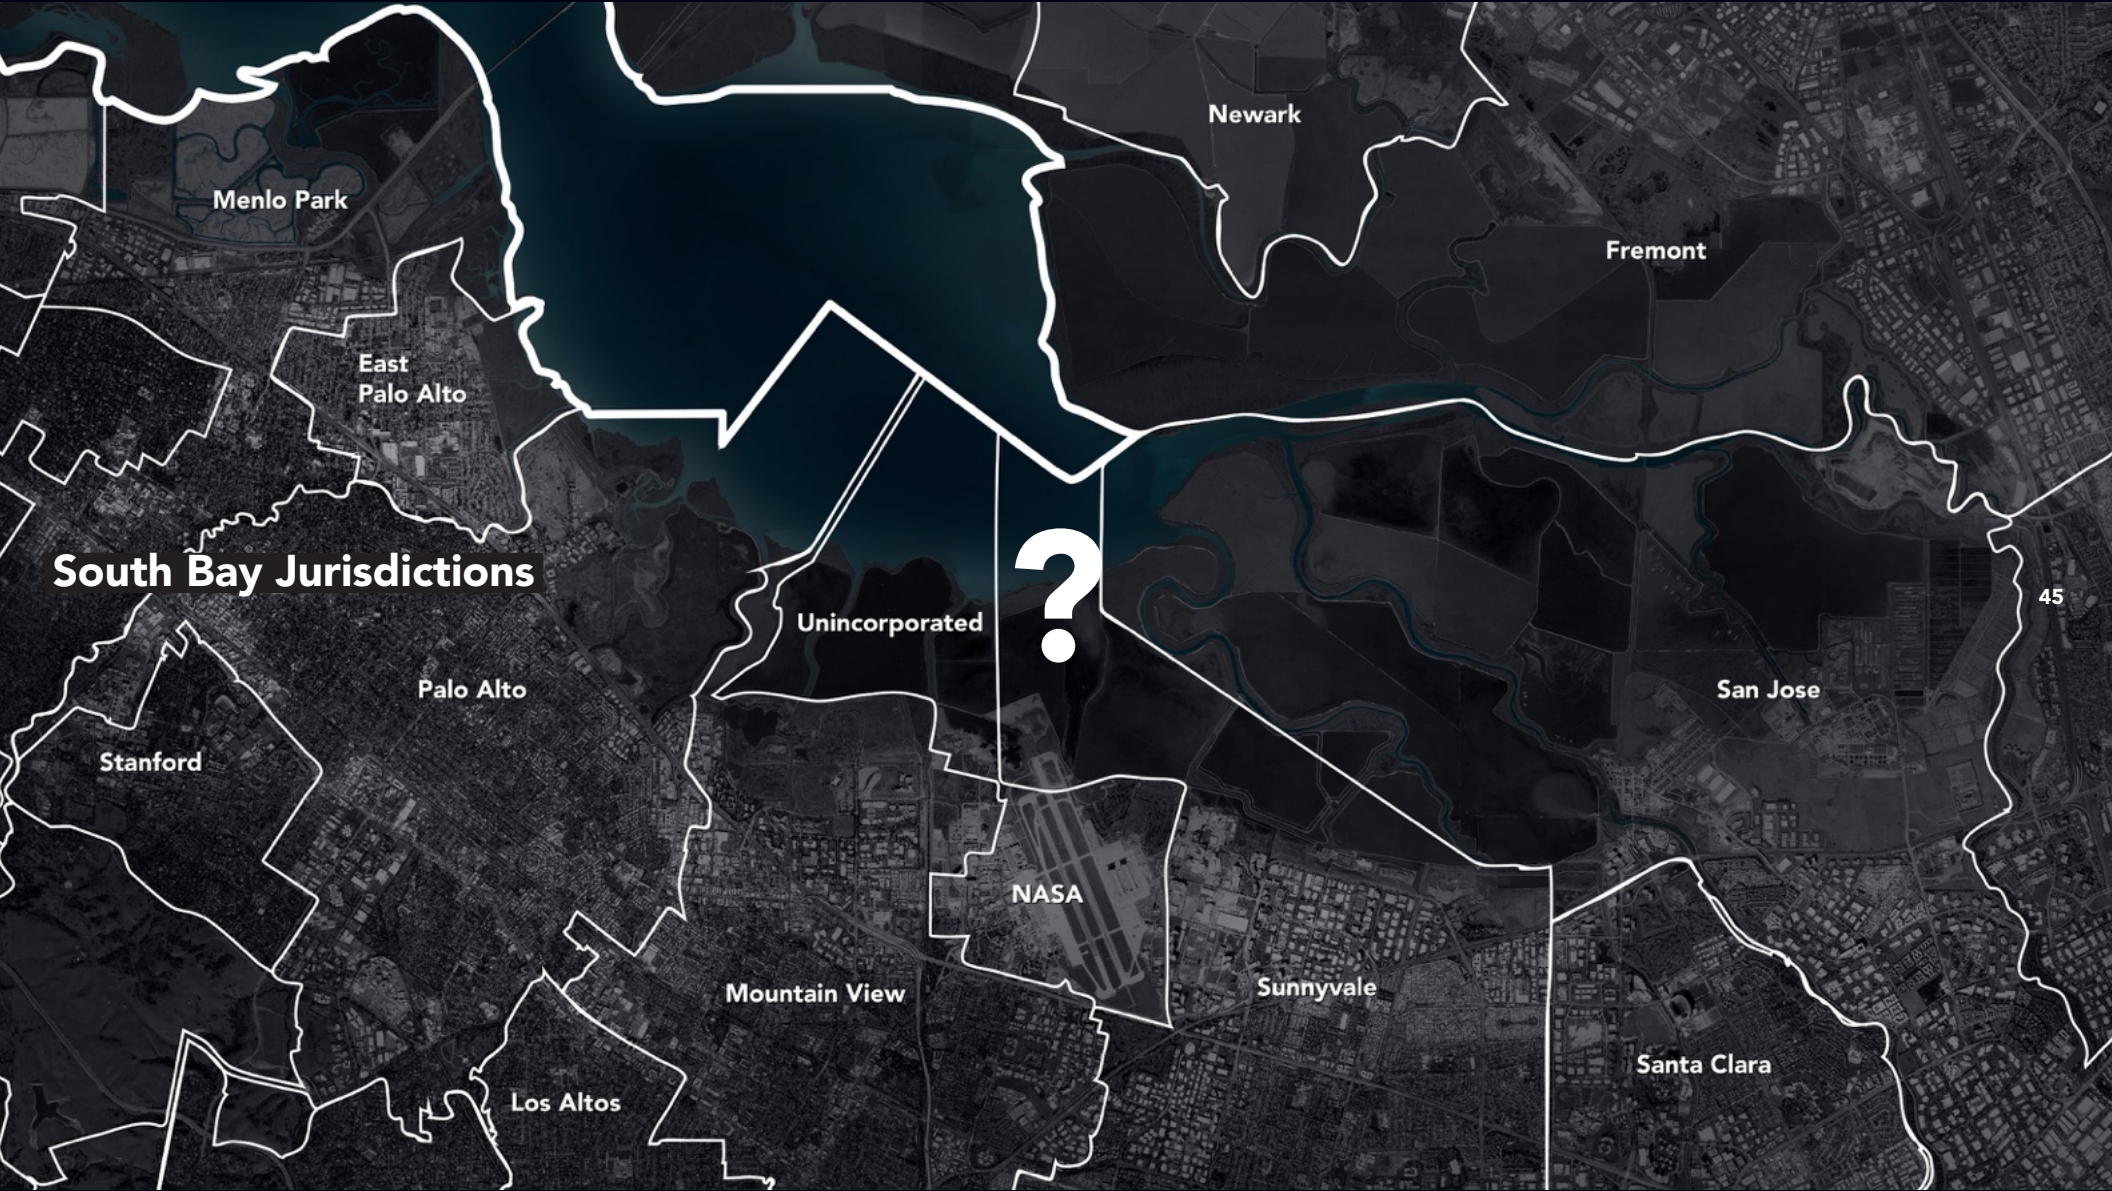 Newark
Menlo Park
Fremont
East
Palo Alto
?
South Bay Jurisdictions
45
Unincorporated
Palo Alto
San Jose
Stanford
NASA
Mountain View
Sunnyvale
Santa Clara
Los Altos